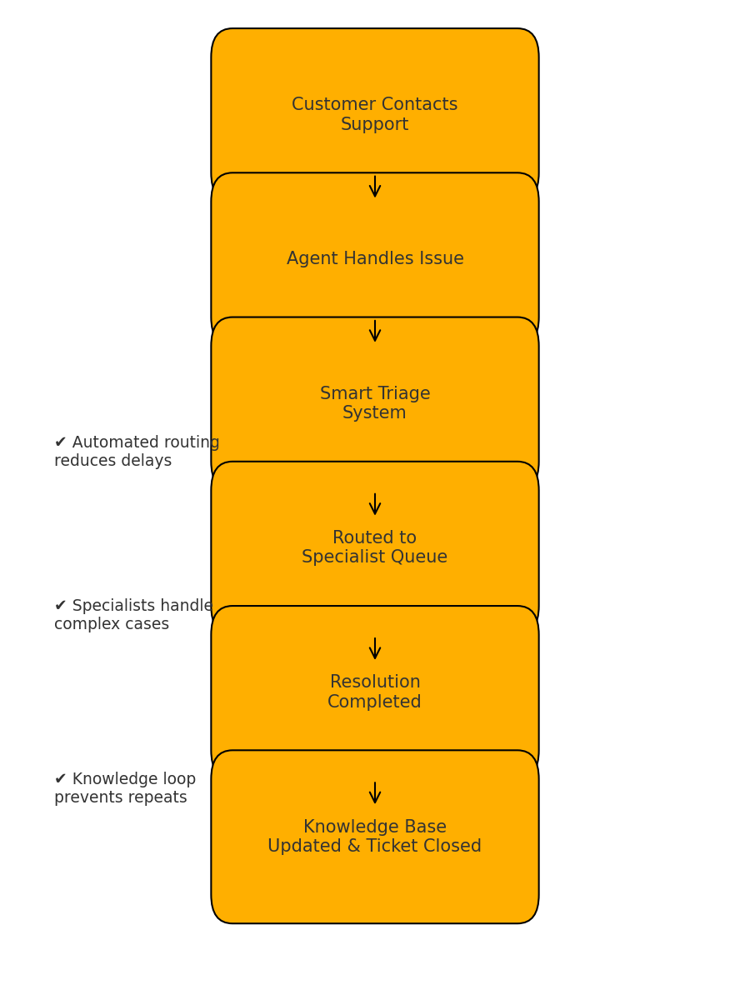 Customer Contacts
Support
Agent Handles Issue
Smart Triage
System
✔ Automated routing
reduces delays
Routed to
Specialist Queue
✔ Specialists handle
complex cases
Resolution
Completed
✔ Knowledge loop
prevents repeats
Knowledge Base
Updated & Ticket Closed